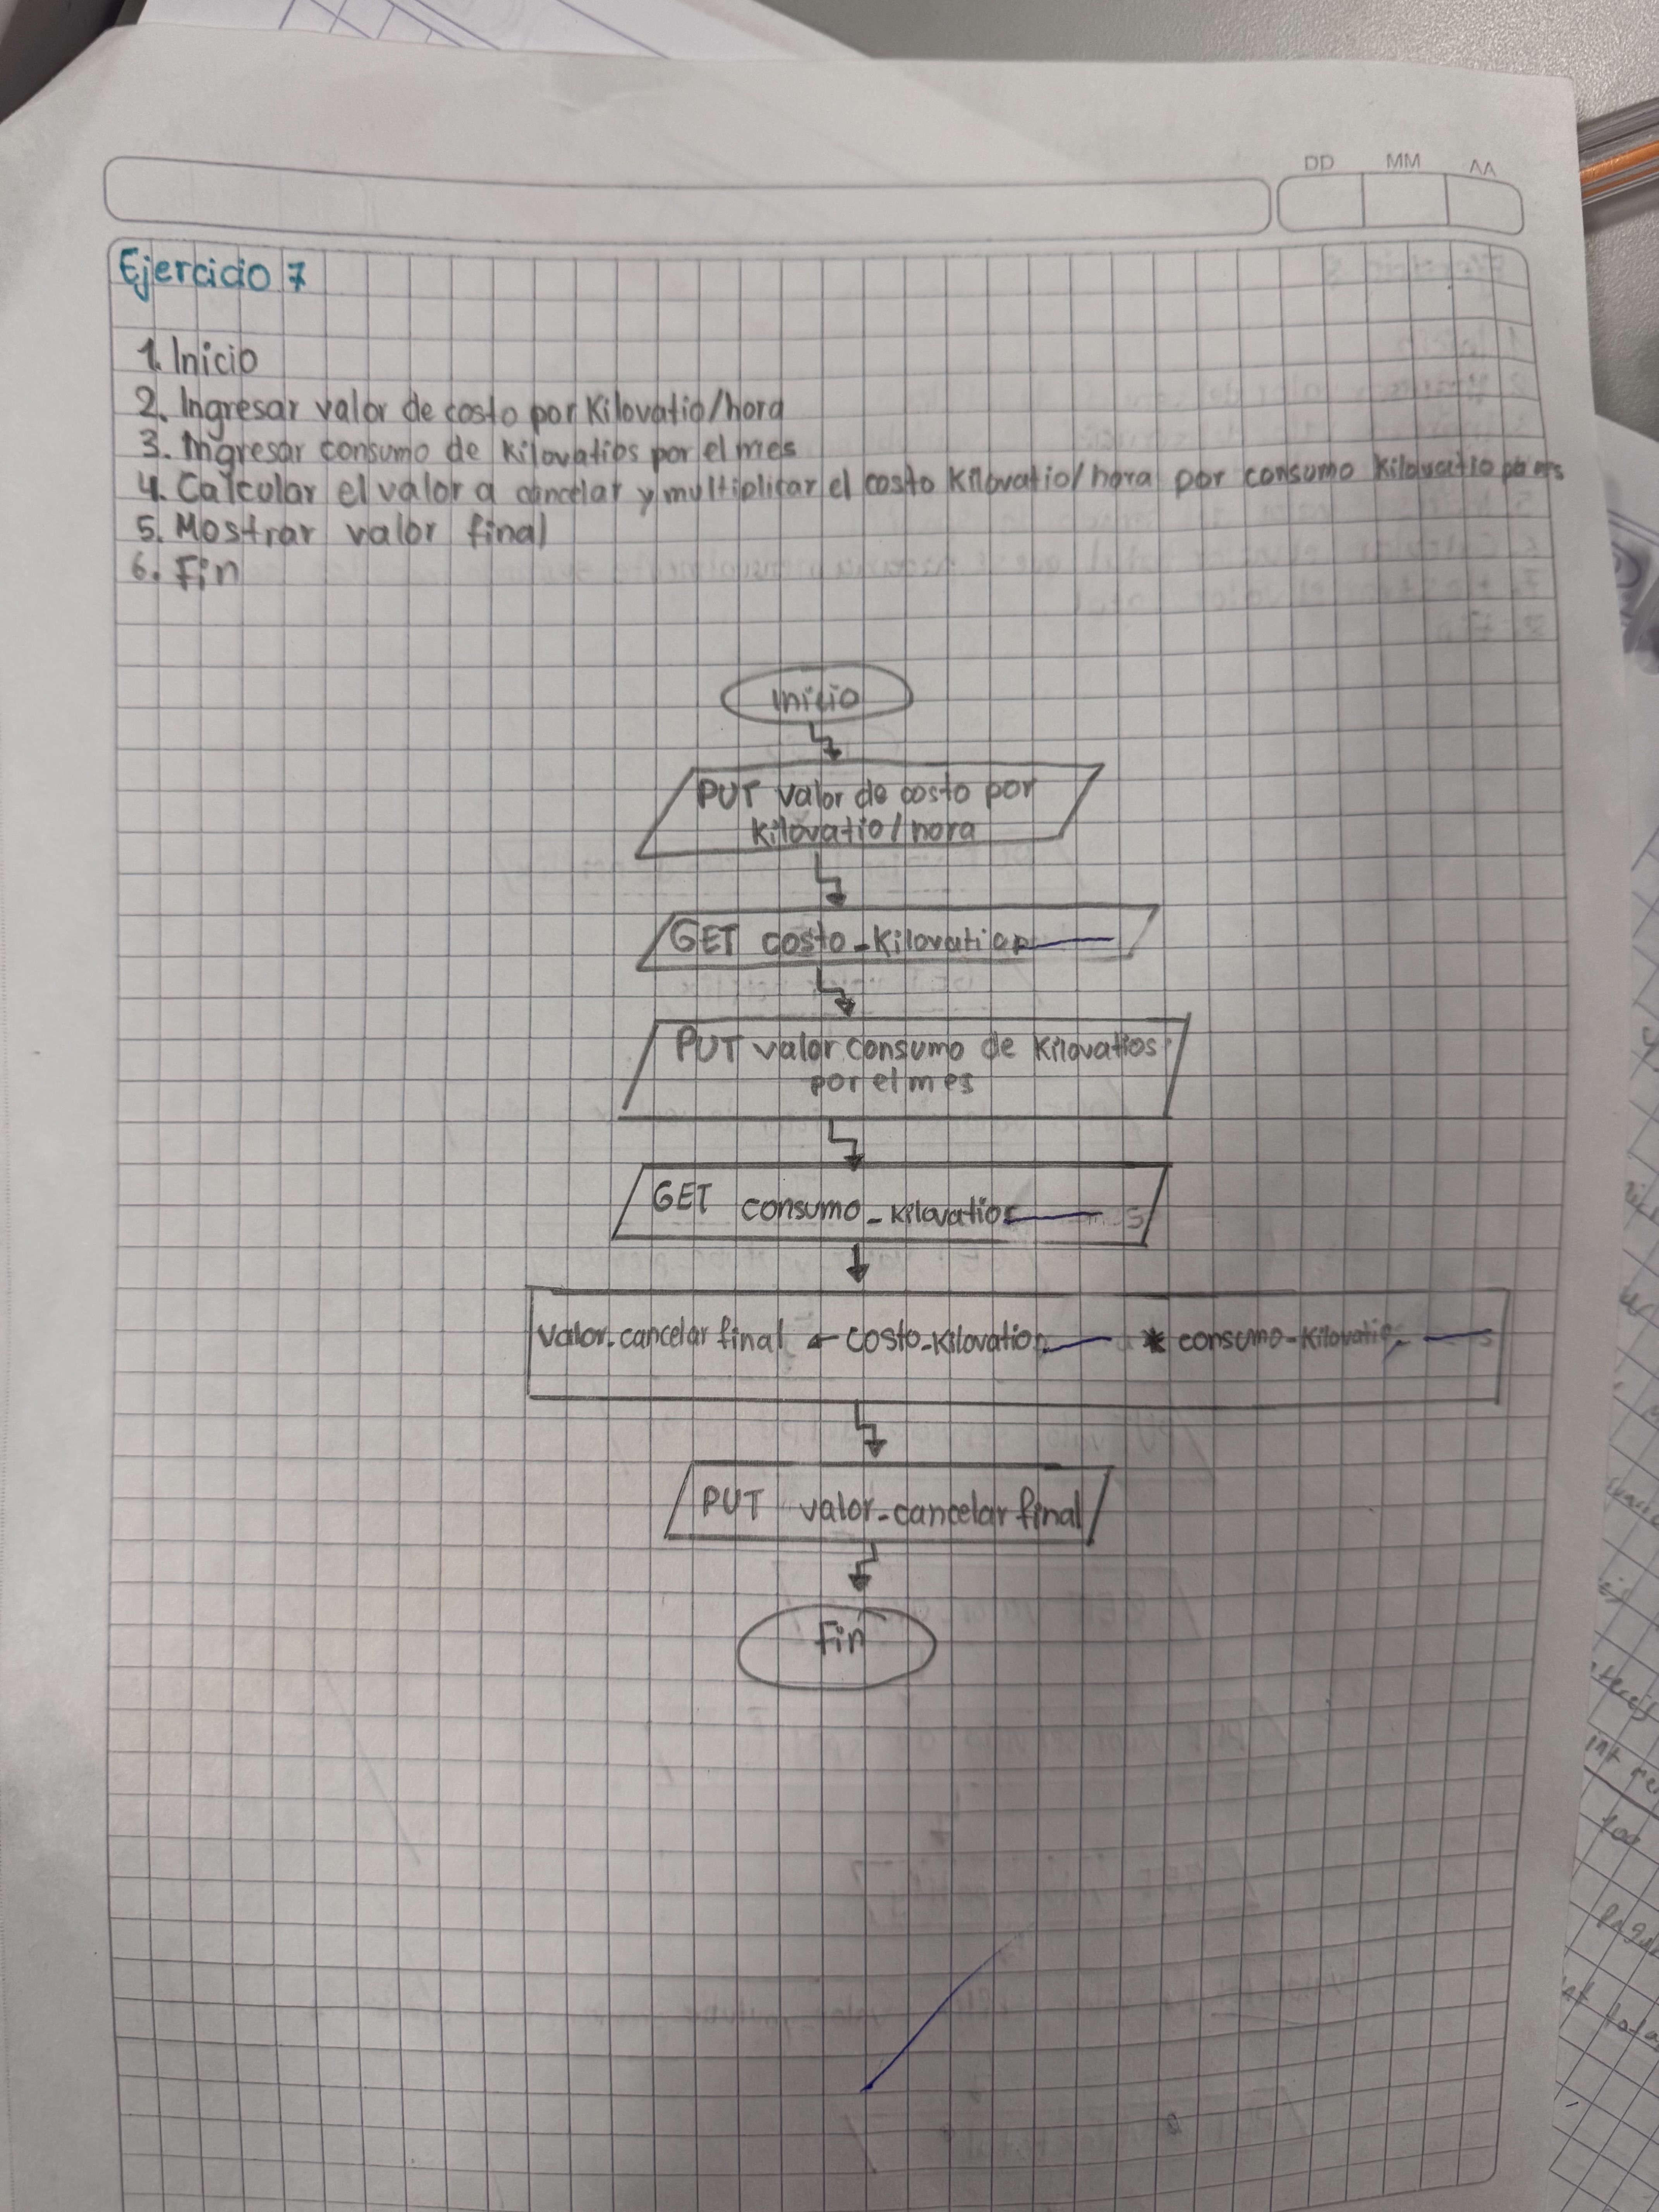 DD MM AA
Ejercicio 7
1. Inicio
2. Ingresar valor de costo por Kilovatio/hora
3. Ingresar consumo de Kilovatios por el mes
4. Calcular el valor a cancelar y multiplicar el costo Kilovatio/hora por consumo Kilovatio
5. Mostrar valor final
6. Fin
Inicio
PUT valor de costo por
Kilovatio/hora
GET costo_Kilovatio
PUT valor consumo de Kilovatios
por el mes
GET consumo_Kilovatios
Valor_cancelar final ← costo_Kilovatio * consumo_Kilovatio
PUT valor_cancelar final
Fin